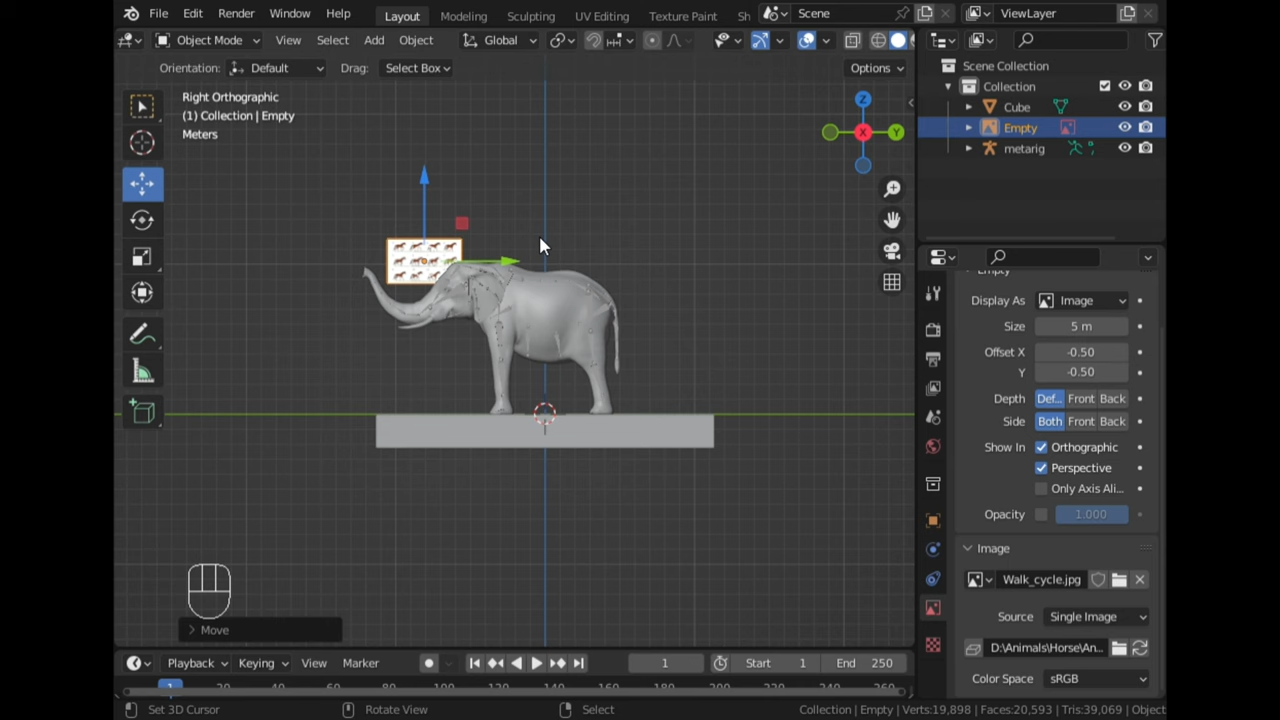 File Edit Render Window Help Layout Modeling Sculpting UV Editing Texture Paint Sh Scene ViewLayer
Object Mode View Select Add Object Global
Orientation: Default Drag: Select Box Options
Right Orthographic
(1) Collection | Empty
Meters
Z
X
Y
Scene Collection
Collection
Cube
Empty
metarig
Display As Image
Size 5 m
Offset X -0.50
Y -0.50
Depth Def... Front Back
Side Both Front Back
Show In Orthographic
Perspective
Only Axis Ali...
Opacity 1.000
Image
Walk_cycle.jpg
Source Single Image
D:\Animals\Horse\An...
Color Space sRGB
Move
Playback Keying View Marker 1 Start 1 End 250
1
Set 3D Cursor Rotate View Select Collection | Empty | Verts:19,898 | Faces:20,593 | Tris:39,069 | Object